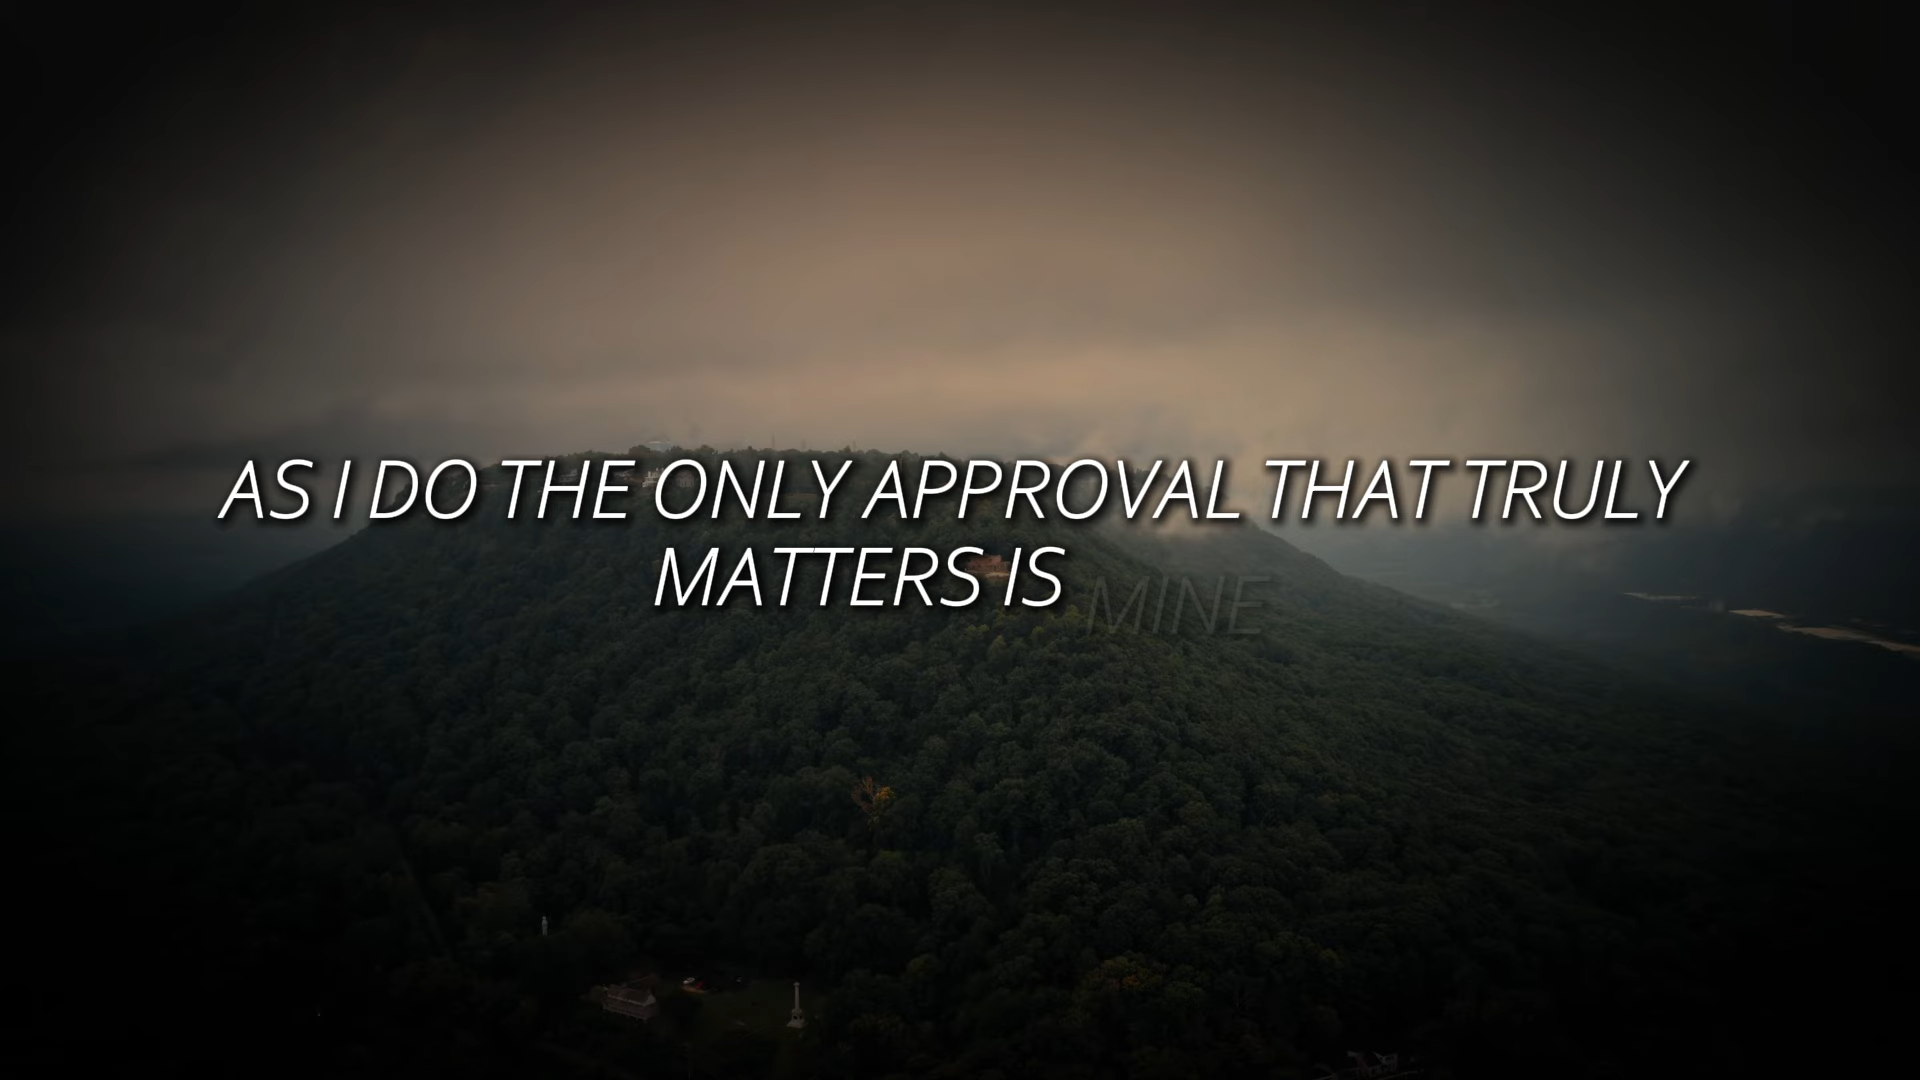 AS I DO THE ONLY APPROVAL THAT TRULY
MATTERS IS MINE